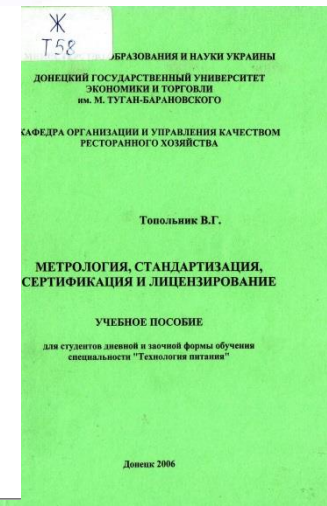 Ж
Т58
ОБРАЗОВАНИЯ И НАУКИ УКРАИНЫ
ДОНЕЦКИЙ ГОСУДАРСТВЕННЫЙ УНИВЕРСИТЕТ
ЭКОНОМИКИ И ТОРГОВЛИ
им. М. ТУГАН-БАРАНОВСКОГО
КАФЕДРА ОРГАНИЗАЦИИ И УПРАВЛЕНИЯ КАЧЕСТВОМ
РЕСТОРАННОГО ХОЗЯЙСТВА
Топольник В.Г.
МЕТРОЛОГИЯ, СТАНДАРТИЗАЦИЯ,
СЕРТИФИКАЦИЯ И ЛИЦЕНЗИРОВАНИЕ
УЧЕБНОЕ ПОСОБИЕ
для студентов дневной и заочной формы обучения
специальности "Технология питания"
Донецк 2006